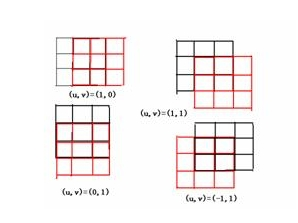 (u, v)=(1, 0)
(u, v)=(1, 1)
(u, v)=(0, 1)
(u, v)=(-1, 1)